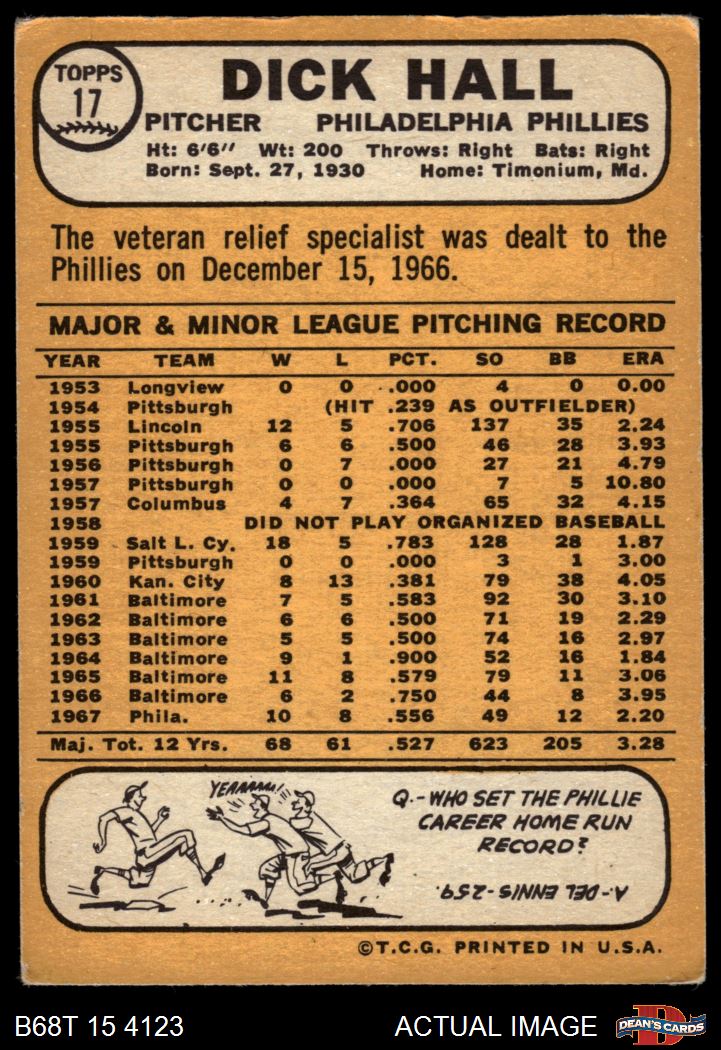 TOPPS
17
DICK HALL
PITCHER PHILADELPHIA PHILLIES
Ht: 6'6" Wt: 200 Throws: Right Bats: Right
Born: Sept. 27, 1930 Home: Timonium, Md.
The veteran relief specialist was dealt to the
Phillies on December 15, 1966.
MAJOR & MINOR LEAGUE PITCHING RECORD
YEAR TEAM W L PCT. SO BB ERA
1953 Longview 0 0 .000 4 0 0.00
1954 Pittsburgh (HIT .239 AS OUTFIELDER)
1955 Lincoln 12 5 .706 137 35 2.24
1955 Pittsburgh 6 6 .500 46 28 3.93
1956 Pittsburgh 0 7 .000 27 21 4.79
1957 Pittsburgh 0 0 .000 7 5 10.80
1957 Columbus 4 7 .364 65 32 4.15
1958 DID NOT PLAY ORGANIZED BASEBALL
1959 Salt L. Cy. 18 5 .783 128 28 1.87
1959 Pittsburgh 0 0 .000 3 1 3.00
1960 Kan. City 8 13 .381 79 38 4.05
1961 Baltimore 7 5 .583 92 30 3.10
1962 Baltimore 6 6 .500 71 19 2.29
1963 Baltimore 5 5 .500 74 16 2.97
1964 Baltimore 9 1 .900 52 16 1.84
1965 Baltimore 11 8 .579 79 11 3.06
1966 Baltimore 6 2 .750 44 8 3.95
1967 Phila. 10 8 .556 49 12 2.20
Maj. Tot. 12 Yrs. 68 61 .527 623 205 3.28
YEAAAAAA!
Q.-WHO SET THE PHILLIE
CAREER HOME RUN
RECORD?
A.-DEL ENNIS-259.
©T.C.G. PRINTED IN U.S.A.
B68T 15 4123 ACTUAL IMAGE
D
DEAN'S CARDS